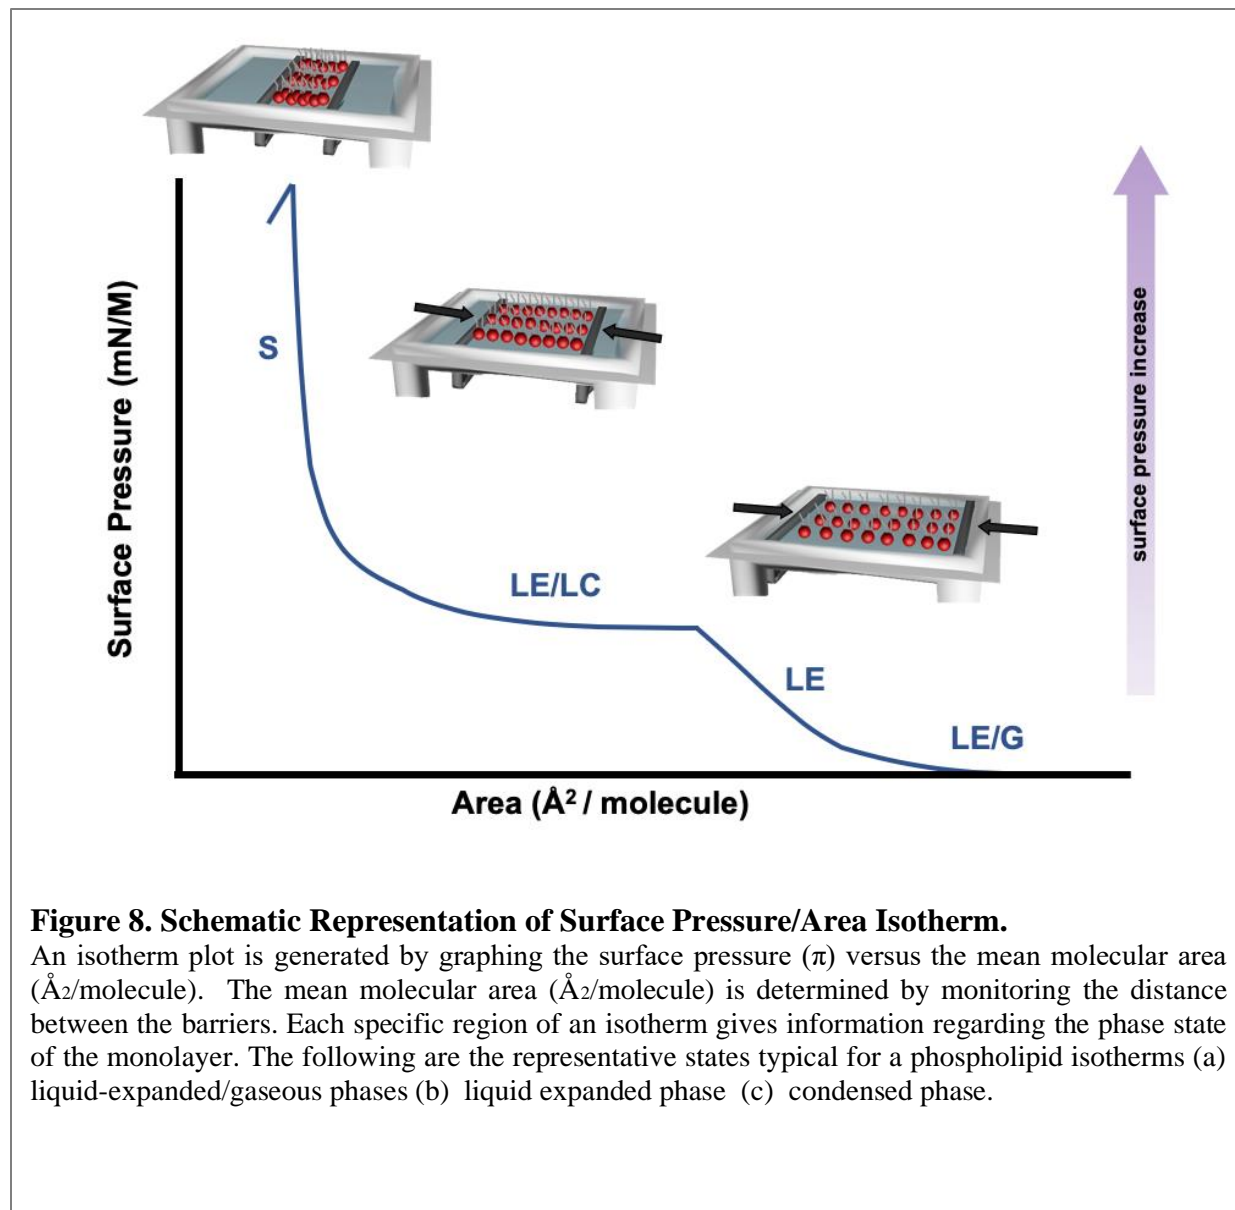 Surface Pressure (mN/M)
S
LE/LC
LE
LE/G
surface pressure increase
Area (Å² / molecule)
Figure 8. Schematic Representation of Surface Pressure/Area Isotherm.
An isotherm plot is generated by graphing the surface pressure (π) versus the mean molecular area
(Å₂/molecule). The mean molecular area (Å₂/molecule) is determined by monitoring the distance
between the barriers. Each specific region of an isotherm gives information regarding the phase state
of the monolayer. The following are the representative states typical for a phospholipid isotherms (a)
liquid-expanded/gaseous phases (b) liquid expanded phase (c) condensed phase.